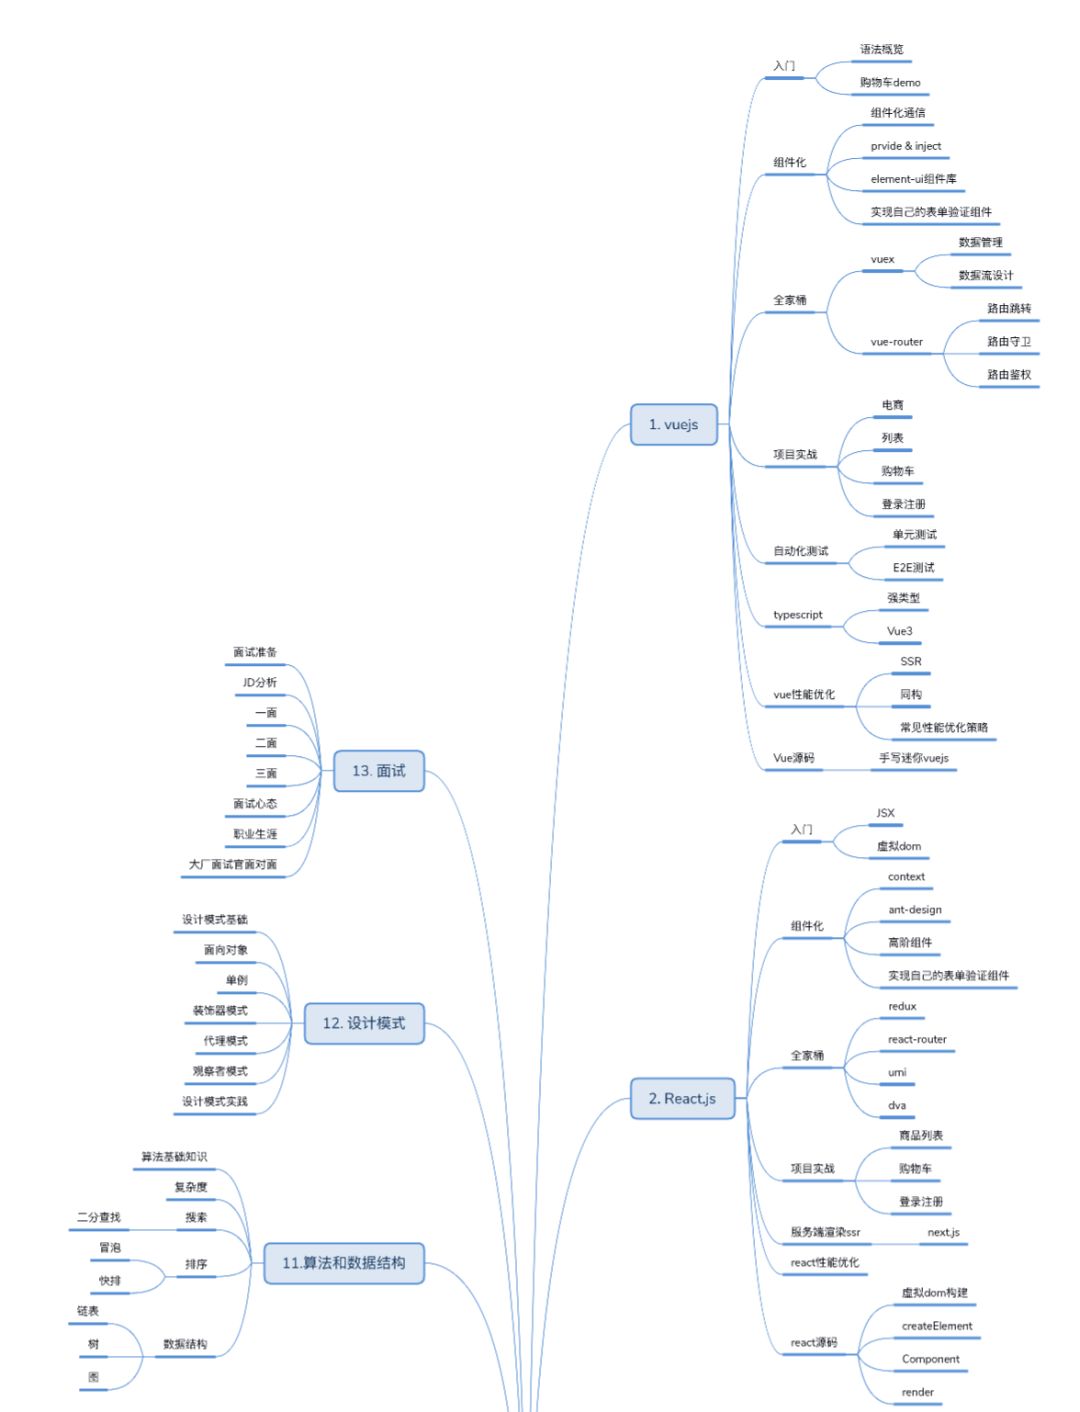 1. vuejs
入门
语法概览
购物车demo
组件化
组件化通信
prvide & inject
element-ui组件库
实现自己的表单验证组件
全家桶
vuex
数据管理
数据流设计
vue-router
路由跳转
路由守卫
路由鉴权
项目实战
电商
列表
购物车
登录注册
自动化测试
单元测试
E2E测试
typescript
强类型
Vue3
vue性能优化
SSR
同构
常见性能优化策略
Vue源码
手写迷你vuejs
2. React.js
入门
JSX
虚拟dom
组件化
context
ant-design
高阶组件
实现自己的表单验证组件
全家桶
redux
react-router
umi
dva
项目实战
商品列表
购物车
登录注册
服务端渲染ssr
next.js
react性能优化
react源码
虚拟dom构建
createElement
Component
render
13. 面试
面试准备
JD分析
一面
二面
三面
面试心态
职业生涯
大厂面试官面对面
12. 设计模式
设计模式基础
面向对象
单例
装饰器模式
代理模式
观察者模式
设计模式实践
11.算法和数据结构
算法基础知识
复杂度
搜索
二分查找
排序
冒泡
快排
数据结构
链表
树
图